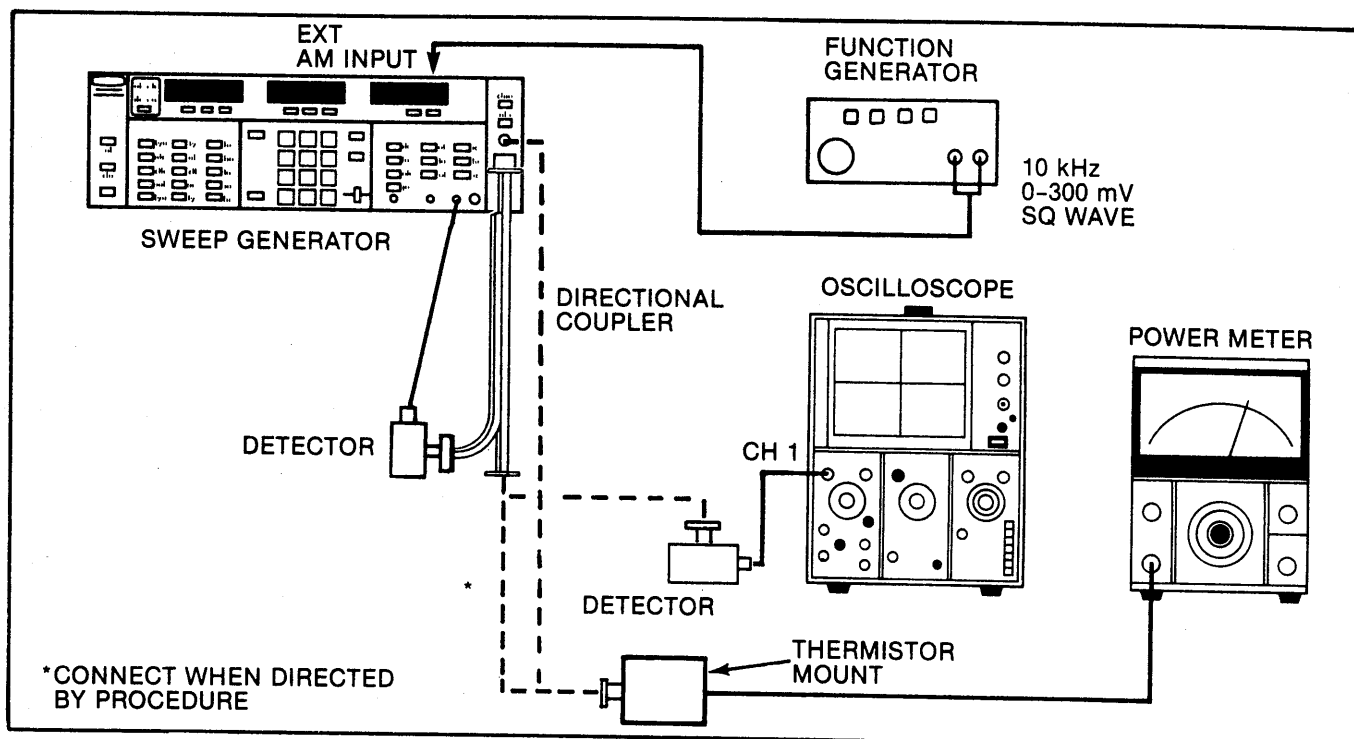 EXT
AM INPUT
FUNCTION
GENERATOR
10 kHz
0-300 mV
SQ WAVE
SWEEP GENERATOR
DIRECTIONAL
COUPLER
OSCILLOSCOPE
POWER METER
DETECTOR
CH 1
DETECTOR
*
THERMISTOR
MOUNT
*CONNECT WHEN DIRECTED
BY PROCEDURE